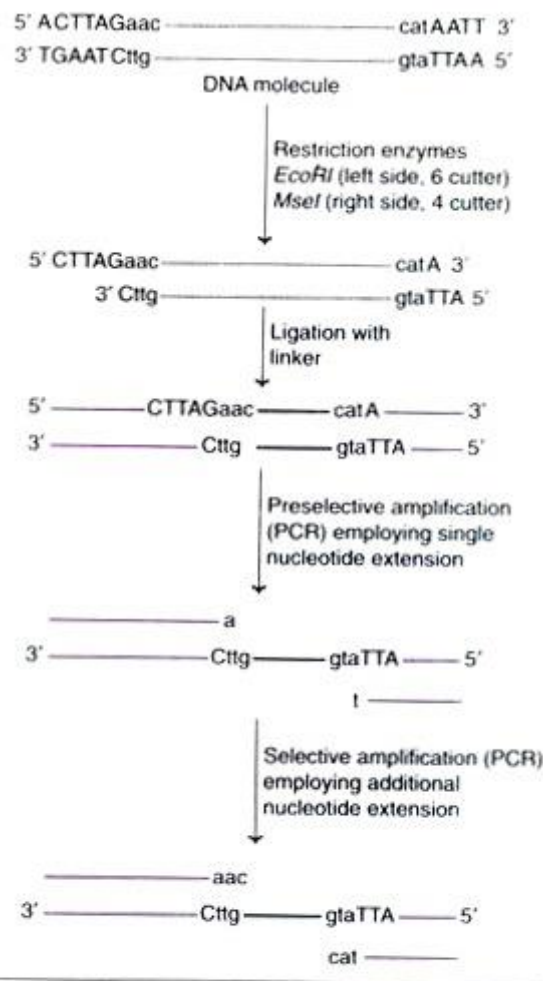 5′ ACTTAGaac catAATT 3′
3′ TGAATCttg gtaTTAA 5′
DNA molecule
Restriction enzymes
EcoRI (left side, 6 cutter)
MseI (right side, 4 cutter)
5′ CTTAGaac catA 3′
3′ Cttg gtaTTA 5′
Ligation with
linker
5′ CTTAGaac catA 3′
3′ Cttg gtaTTA 5′
Preselective amplification
(PCR) employing single
nucleotide extension
a
3′ Cttg gtaTTA 5′
t
Selective amplification (PCR)
employing additional
nucleotide extension
aac
3′ Cttg gtaTTA 5′
cat